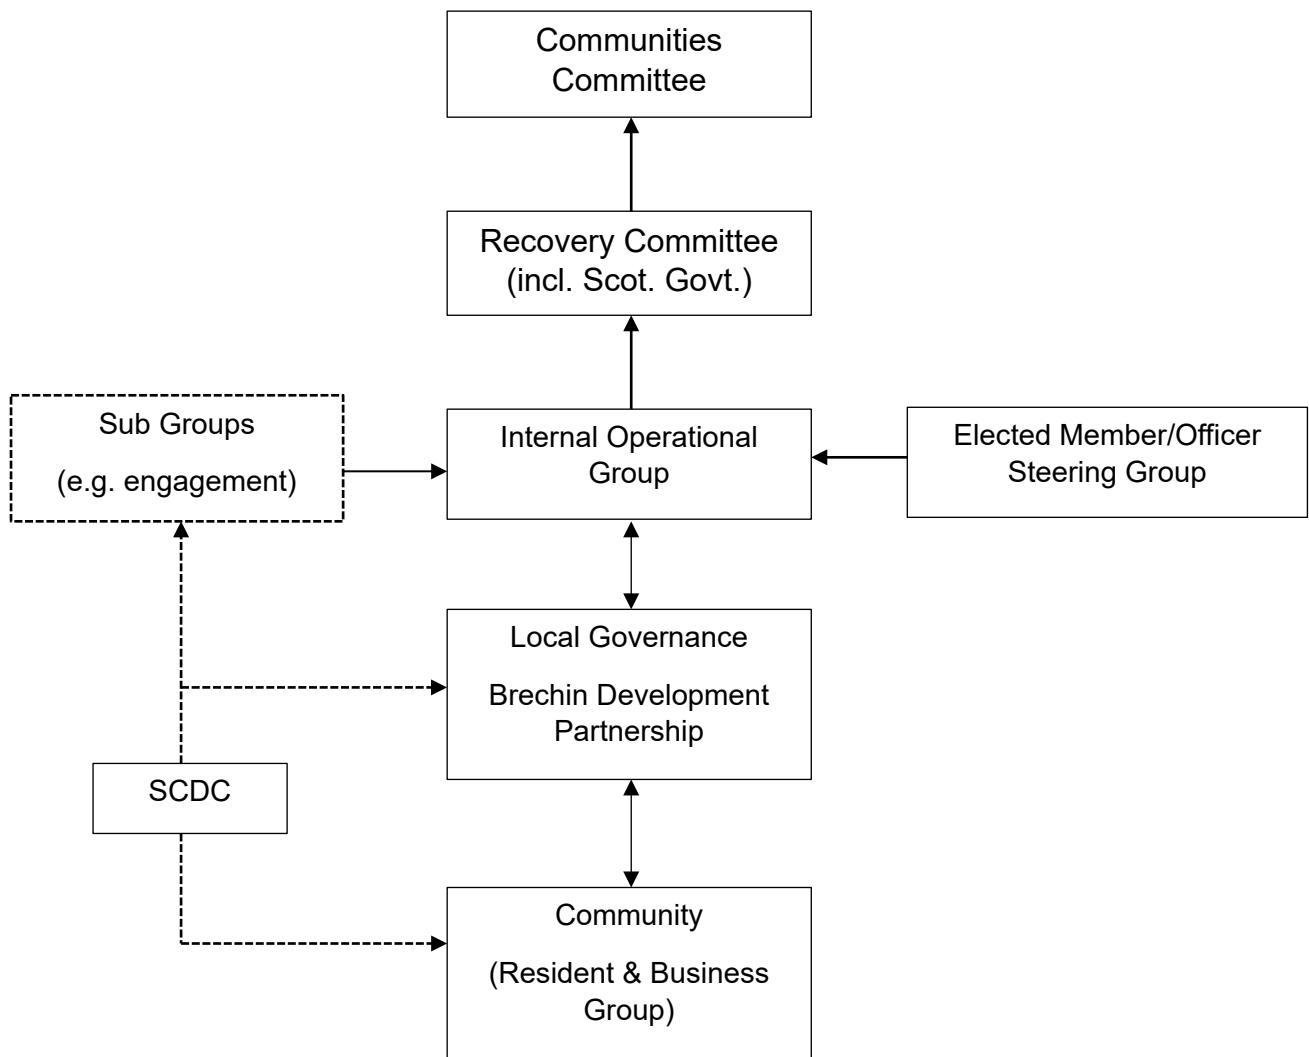 Communities
Committee
Recovery Committee
(incl. Scot. Govt.)
Sub Groups
(e.g. engagement)
Internal Operational
Group
Elected Member/Officer
Steering Group
Local Governance
Brechin Development
Partnership
SCDC
Community
(Resident & Business
Group)